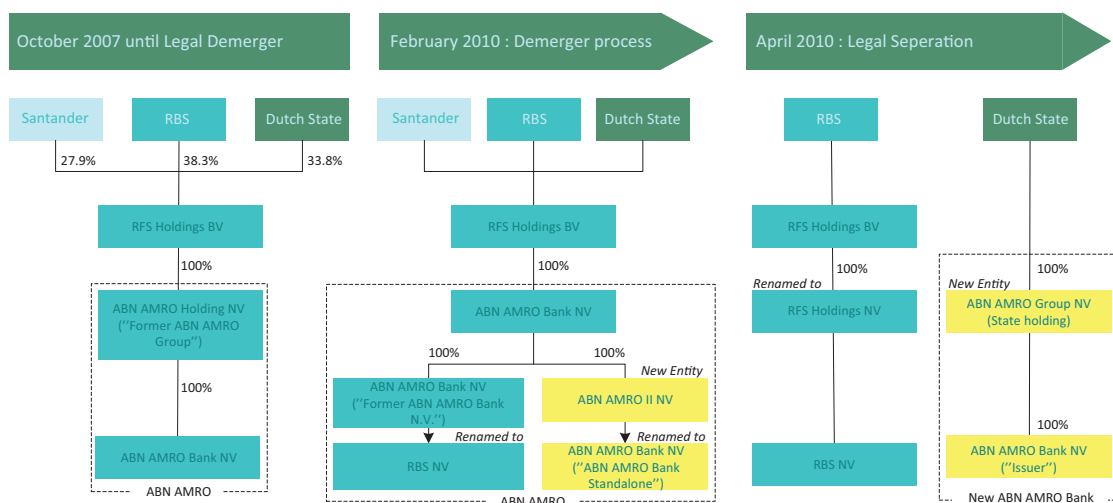 October 2007 until Legal Demerger
February 2010 : Demerger process
April 2010 : Legal Seperation
Santander
RBS
Dutch State
27.9%
38.3%
33.8%
RFS Holdings BV
100%
ABN AMRO Holding NV
(''Former ABN AMRO
Group'')
100%
ABN AMRO Bank NV
ABN AMRO
Santander
RBS
Dutch State
RFS Holdings BV
100%
ABN AMRO Bank NV
100%
100%
New Entity
ABN AMRO Bank NV
(''Former ABN AMRO Bank
N.V.'')
ABN AMRO II NV
Renamed to
Renamed to
RBS NV
ABN AMRO Bank NV
(''ABN AMRO Bank
Standalone'')
ABN AMRO
RBS
Dutch State
RFS Holdings BV
100%
Renamed to
RFS Holdings NV
RBS NV
100%
New Entity
ABN AMRO Group NV
(State holding)
100%
ABN AMRO Bank NV
(''Issuer'')
New ABN AMRO Bank